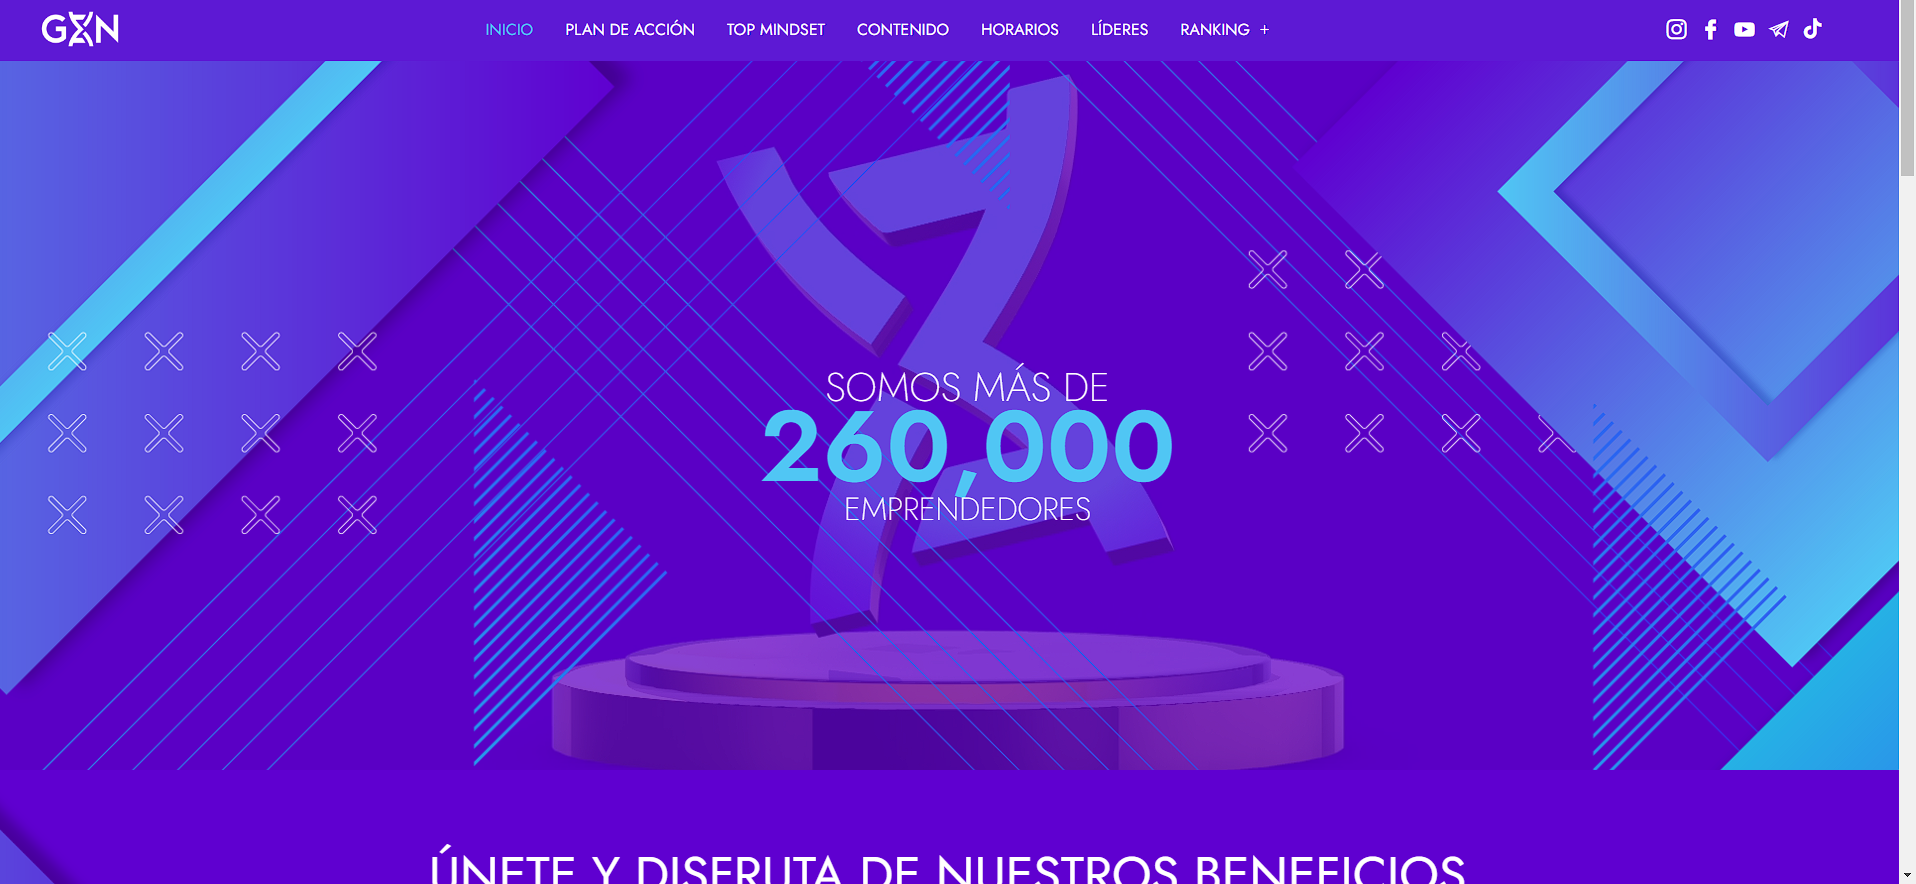 GEN
INICIO PLAN DE ACCIÓN TOP MINDSET CONTENIDO HORARIOS LÍDERES RANKING +
SOMOS MÁS DE
260,000
EMPRENDEDORES
ÚNETE Y DISFRUTA DE NUESTROS BENEFICIOS